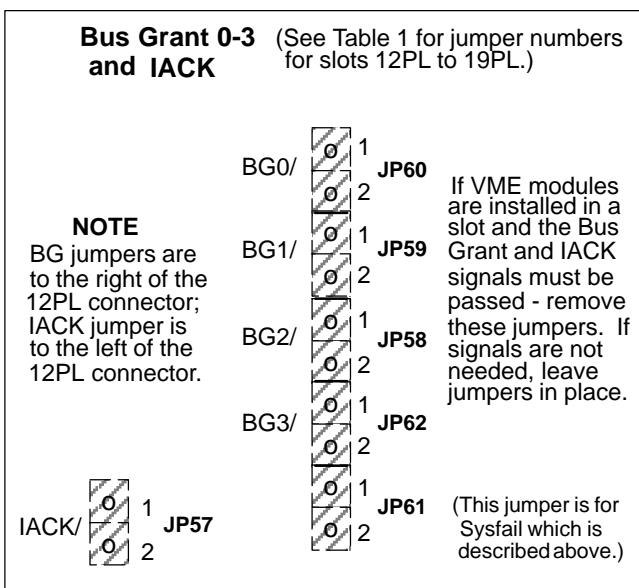 Bus Grant 0-3 (See Table 1 for jumper numbers
and IACK for slots 12PL to 19PL.)
BG0/ o 1 JP60
o 2
BG1/ o 1 JP59
o 2
BG2/ o 1 JP58
o 2
BG3/ o 1 JP62
o 2
o 1 JP61
o 2
NOTE
BG jumpers are
to the right of the
12PL connector;
IACK jumper is
to the left of the
12PL connector.
If VME modules
are installed in a
slot and the Bus
Grant and IACK
signals must be
passed - remove
these jumpers. If
signals are not
needed, leave
jumpers in place.
IACK/ o 1 JP57
o 2
(This jumper is for
Sysfail which is
described above.)